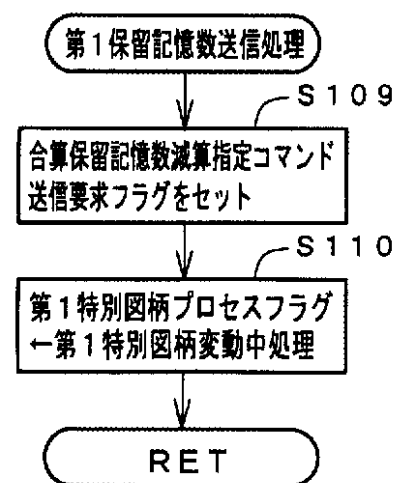 第1保留記憶数送信処理
S109
合算保留記憶数減算指定コマンド
送信要求フラグをセット
S110
第1特別図柄プロセスフラグ
←第1特別図柄変動中処理
RET